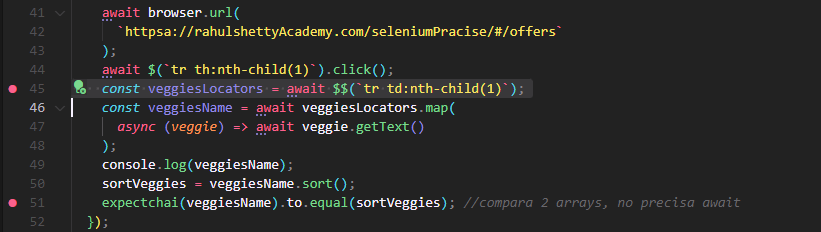 41 await browser.url(
42 `httpsa://rahulshettyAcademy.com/seleniumPracise/#/offers`
43 );
44 await $(`tr th:nth-child(1)`).click();
45 const veggiesLocators = await $$(`tr td:nth-child(1)`);
46 const veggiesName = await veggiesLocators.map(
47 async (veggie) => await veggie.getText()
48 );
49 console.log(veggiesName);
50 sortVeggies = veggiesName.sort();
51 expectchai(veggiesName).to.equal(sortVeggies); //compara 2 arrays, no precisa await
52 });